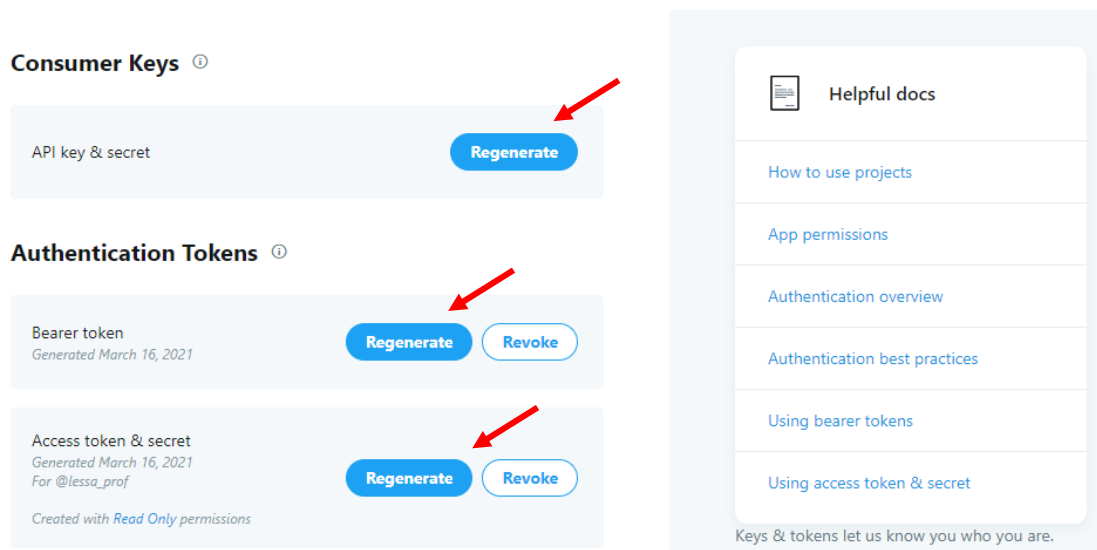 Consumer Keys
API key & secret
Regenerate
Authentication Tokens
Bearer token
Generated March 16, 2021
Regenerate
Revoke
Access token & secret
Generated March 16, 2021
For @lessa_prof
Regenerate
Revoke
Created with Read Only permissions
Helpful docs
How to use projects
App permissions
Authentication overview
Authentication best practices
Using bearer tokens
Using access token & secret
Keys & tokens let us know you who you are.